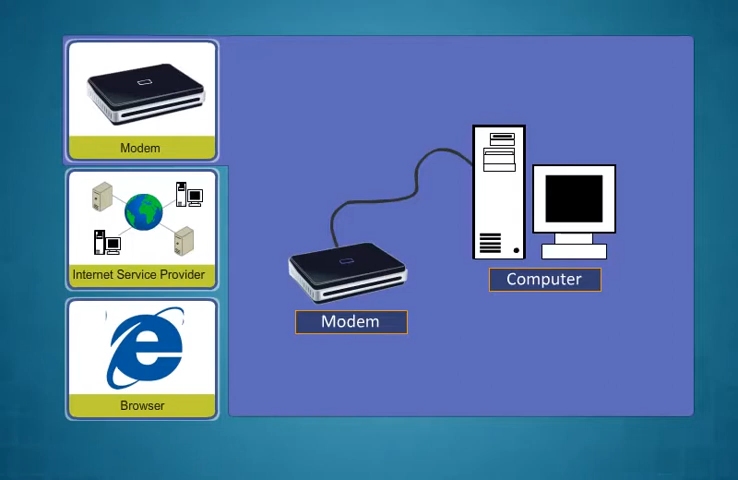 Modem
Internet Service Provider
Browser
Modem
Computer